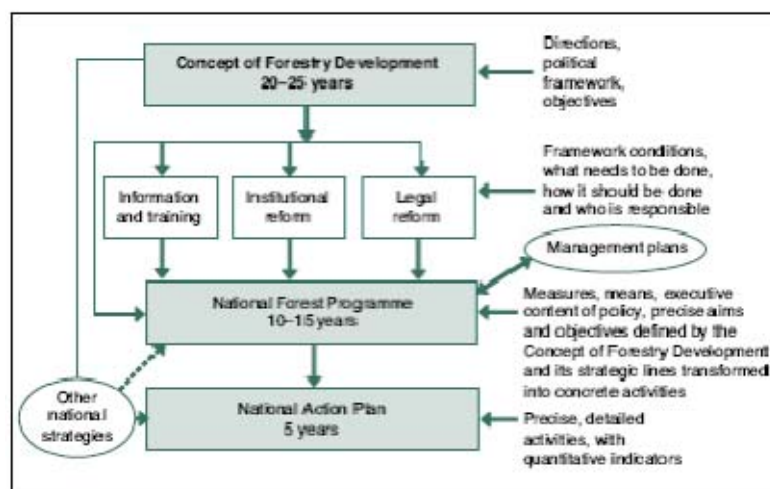 Concept of Forestry Development
20–25 years
Directions,
political
framework,
objectives
Information
and training
Institutional
reform
Legal
reform
Framework conditions,
what needs to be done,
how it should be done
and who is responsible
Management plans
National Forest Programme
10–15 years
Measures, means, executive
content of policy, precise aims
and objectives defined by the
Concept of Forestry Development
and its strategic lines transformed
into concrete activities
Other
national
strategies
National Action Plan
5 years
Precise, detailed
activities, with
quantitative indicators